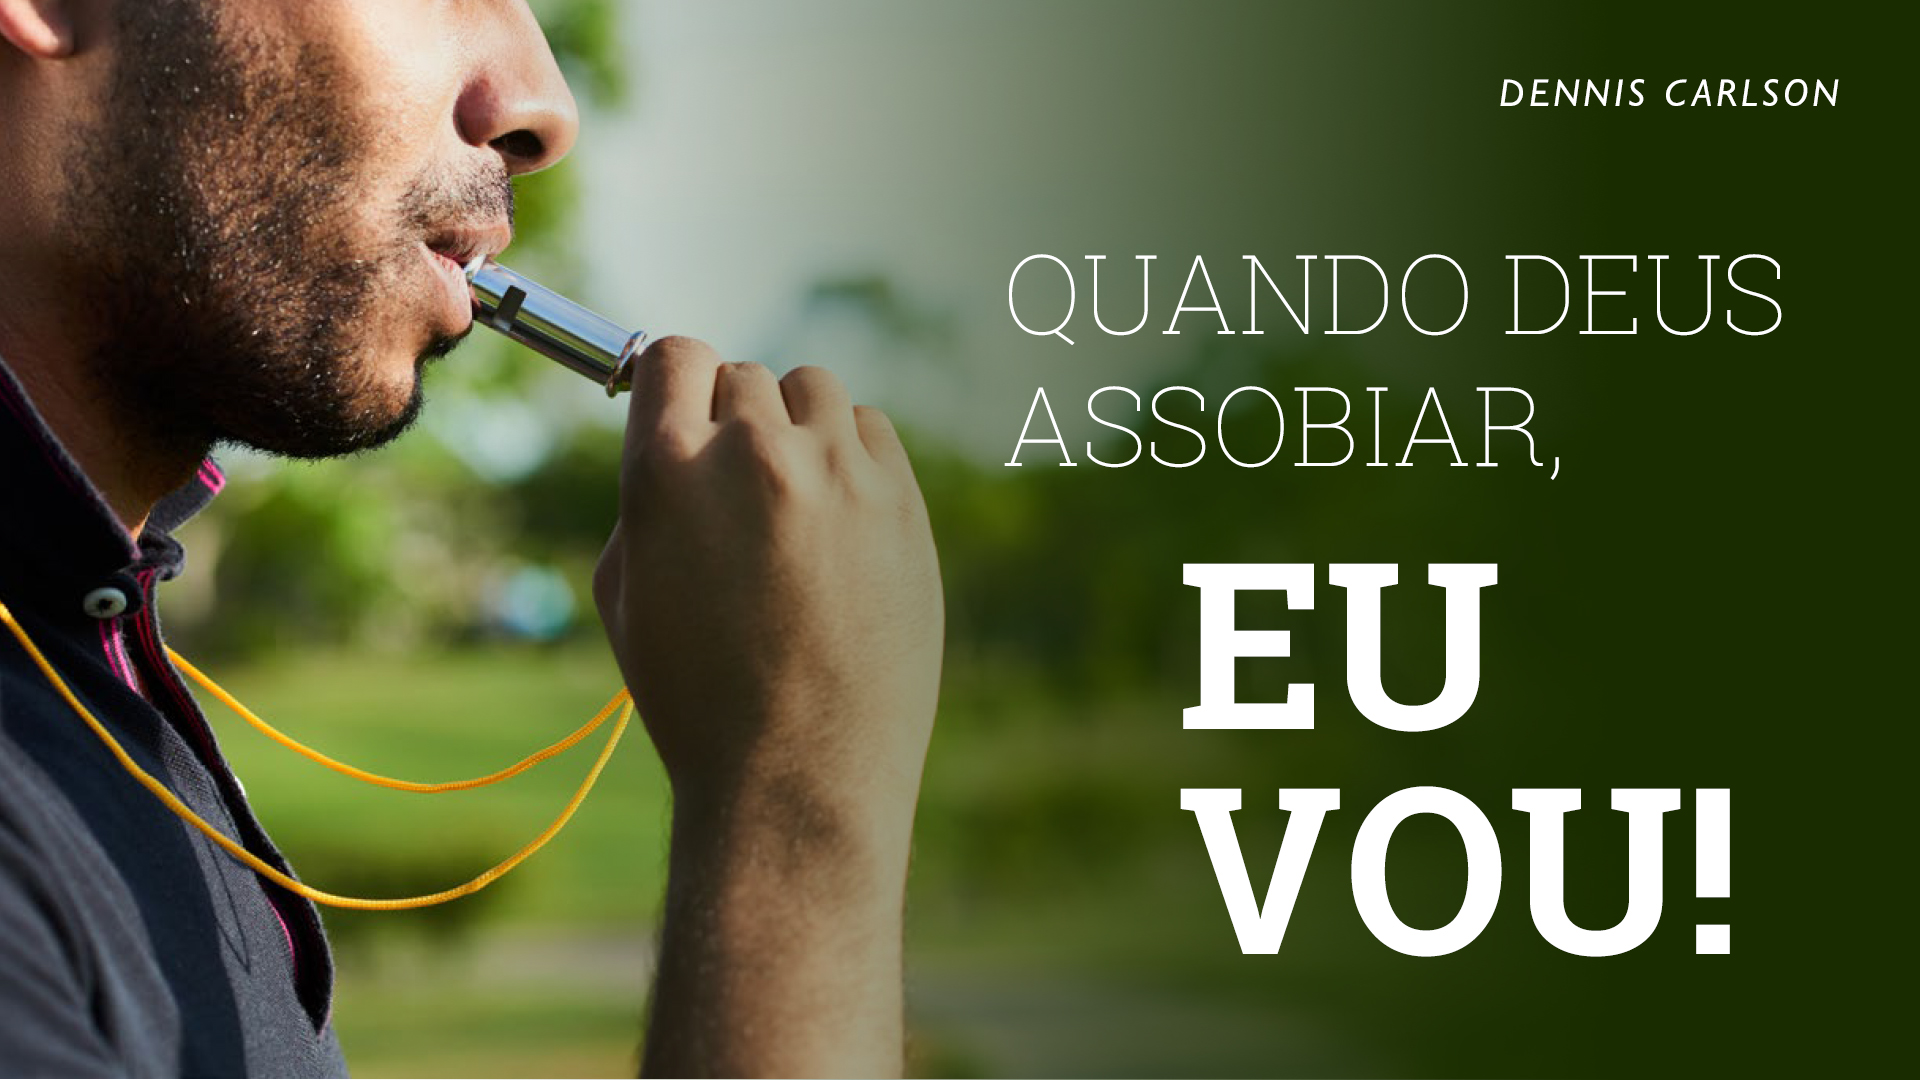 DENNIS CARLSON
QUANDO DEUS
ASSOBIAR,
EU
VOU!